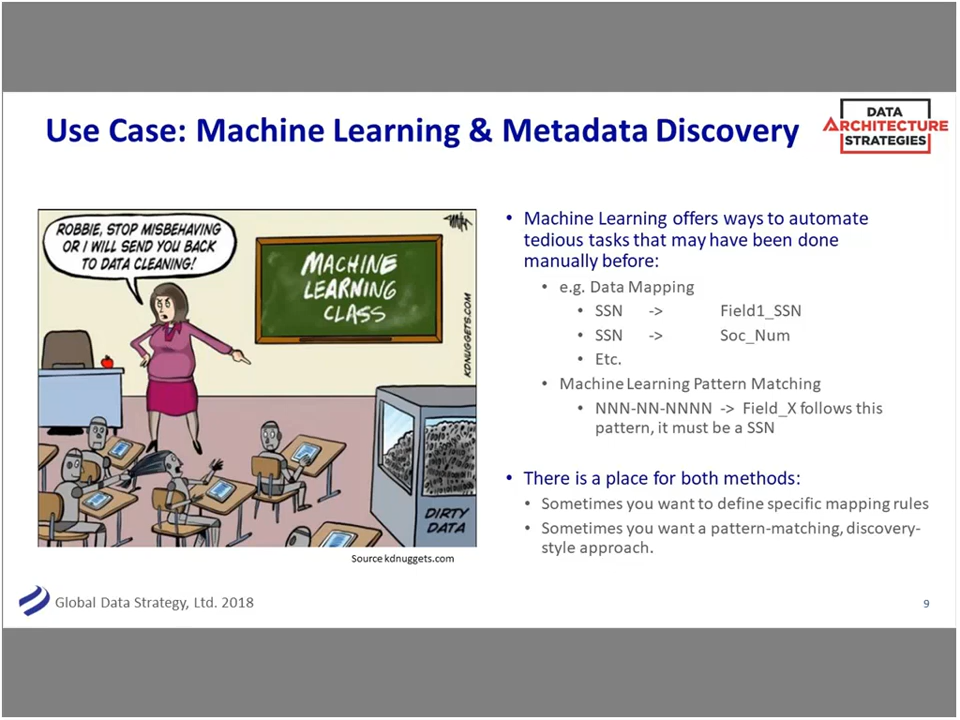 Use Case: Machine Learning & Metadata Discovery
DATA
ARCHITECTURE
STRATEGIES
ROBBIE, STOP MISBEHAVING
OR I WILL SEND YOU BACK
TO DATA CLEANING!
MACHINE
LEARNING
CLASS
KDNUGGETS.COM
DIRTY
DATA
Source kdnuggets.com
• Machine Learning offers ways to automate
tedious tasks that may have been done
manually before:
• e.g. Data Mapping
• SSN -> Field1_SSN
• SSN -> Soc_Num
• Etc.
• Machine Learning Pattern Matching
• NNN-NN-NNNN -> Field_X follows this
pattern, it must be a SSN
• There is a place for both methods:
• Sometimes you want to define specific mapping rules
• Sometimes you want a pattern-matching, discovery-
style approach.
Global Data Strategy, Ltd. 2018
9